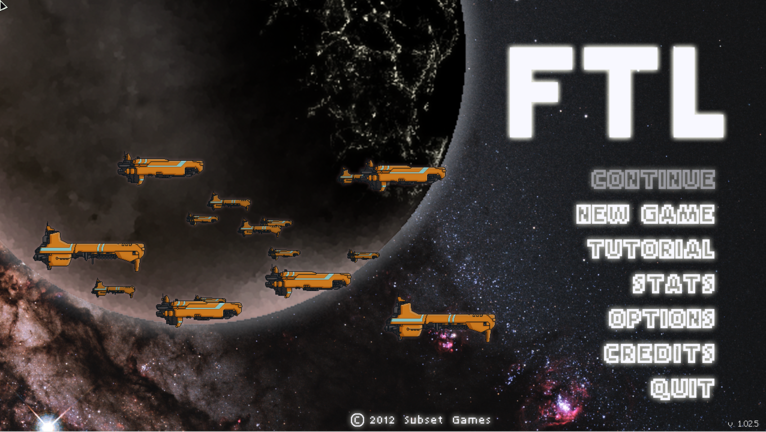 FTL
CONTINUE
NEW GAME
TUTORIAL
STATS
OPTIONS
CREDITS
QUIT
© 2012 Subset Games
v. 1.02.5